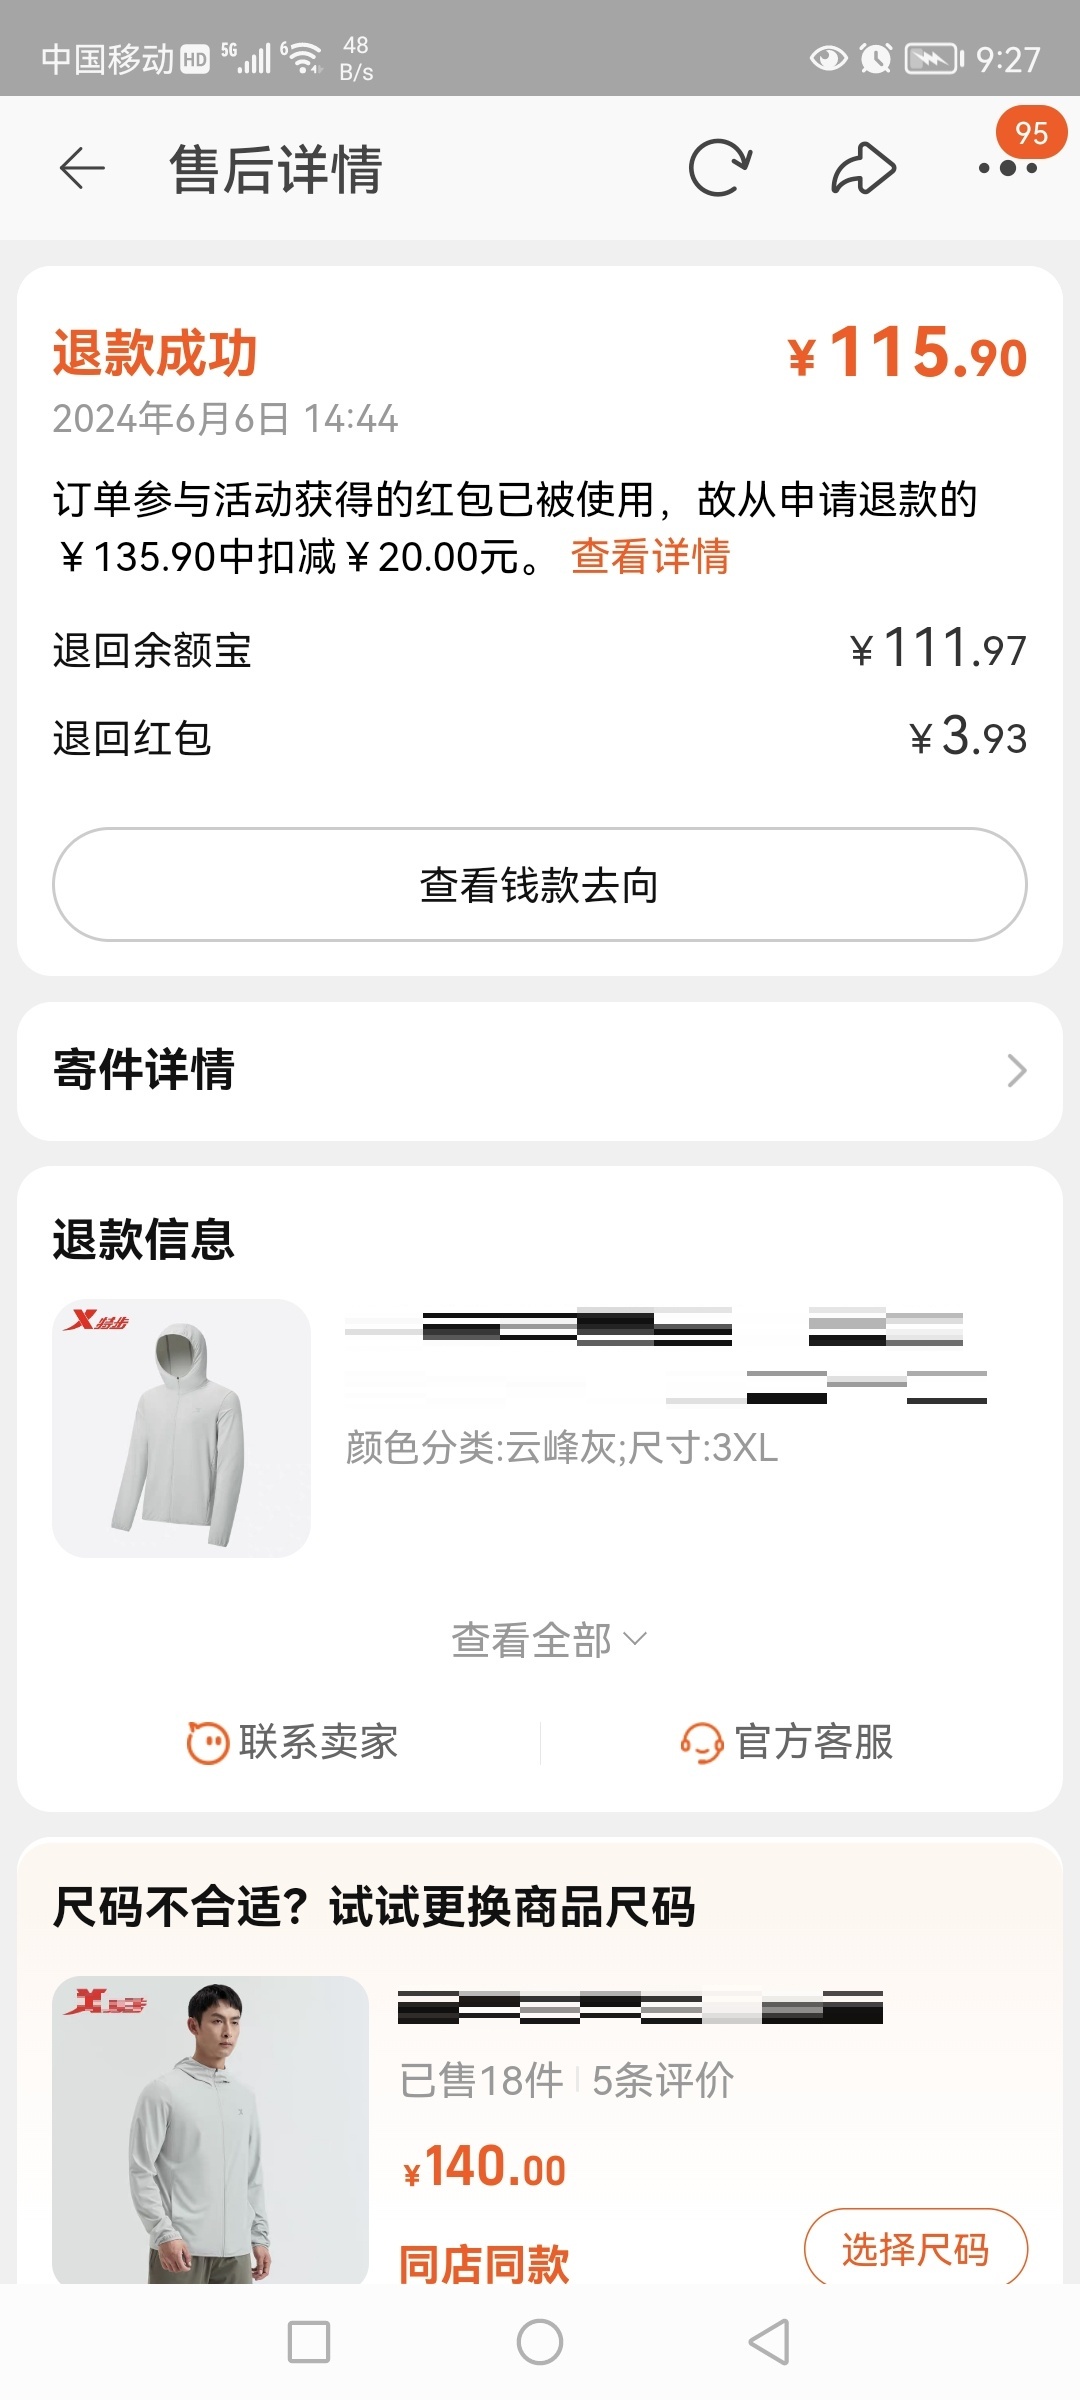 中国移动 HD 5G 6 48 B/s 9:27
售后详情 95
退款成功 ¥115.90
2024年6月6日 14:44
订单参与活动获得的红包已被使用，故从申请退款的
¥135.90中扣减¥20.00元。 查看详情
退回余额宝 ¥111.97
退回红包 ¥3.93
查看钱款去向
寄件详情
退款信息
特步
颜色分类:云峰灰;尺寸:3XL
查看全部
联系卖家 官方客服
尺码不合适？试试更换商品尺码
已售18件 5条评价
¥140.00
同店同款 选择尺码